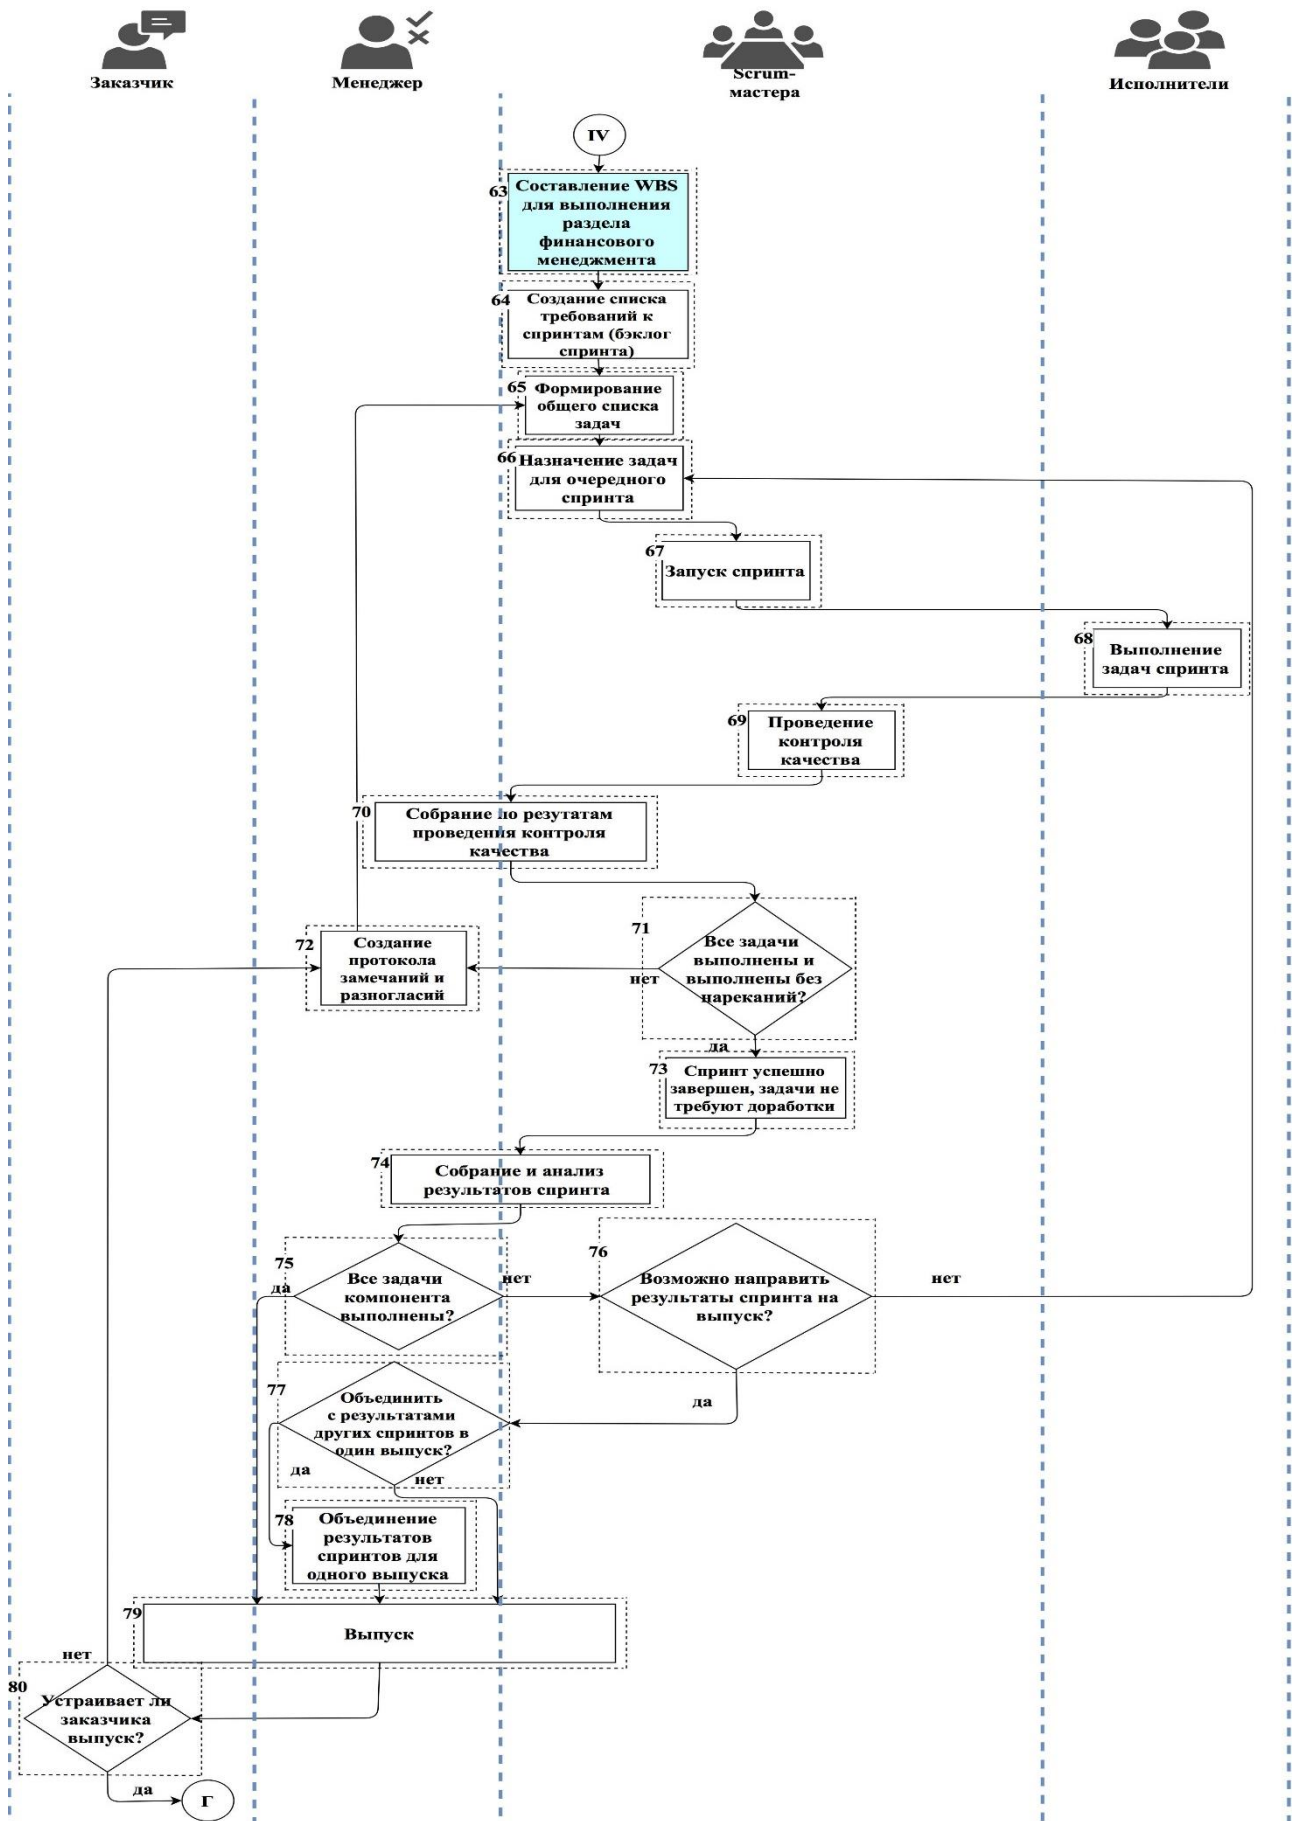 Заказчик
Менеджер
Scrum-
мастера
Исполнители
IV
63
Составление WBS
для выполнения
раздела
финансового
менеджмента
64
Создание списка
требований к
спринтам (бэклог
спринта)
65
Формирование
общего списка
задач
66
Назначение задач
для очередного
спринта
67
Запуск спринта
68
Выполнение
задач спринта
69
Проведение
контроля
качества
70
Собрание по резутатам
проведения контроля
качества
71
Все задачи
выполнены и
выполнены без
нареканий?
нет
72
Создание
протокола
замечаний и
разногласий
да
73
Спринт успешно
завершен, задачи не
требуют доработки
74
Собрание и анализ
результатов спринта
75
Все задачи
компонента
выполнены?
да
нет
76
Возможно направить
результаты спринта на
выпуск?
нет
да
77
Объединить
с результатами
других спринтов в
один выпуск?
да
нет
78
Объединение
результатов
спринтов для
одного выпуска
79
Выпуск
нет
80
Устраивает ли
заказчика
выпуск?
да
Г